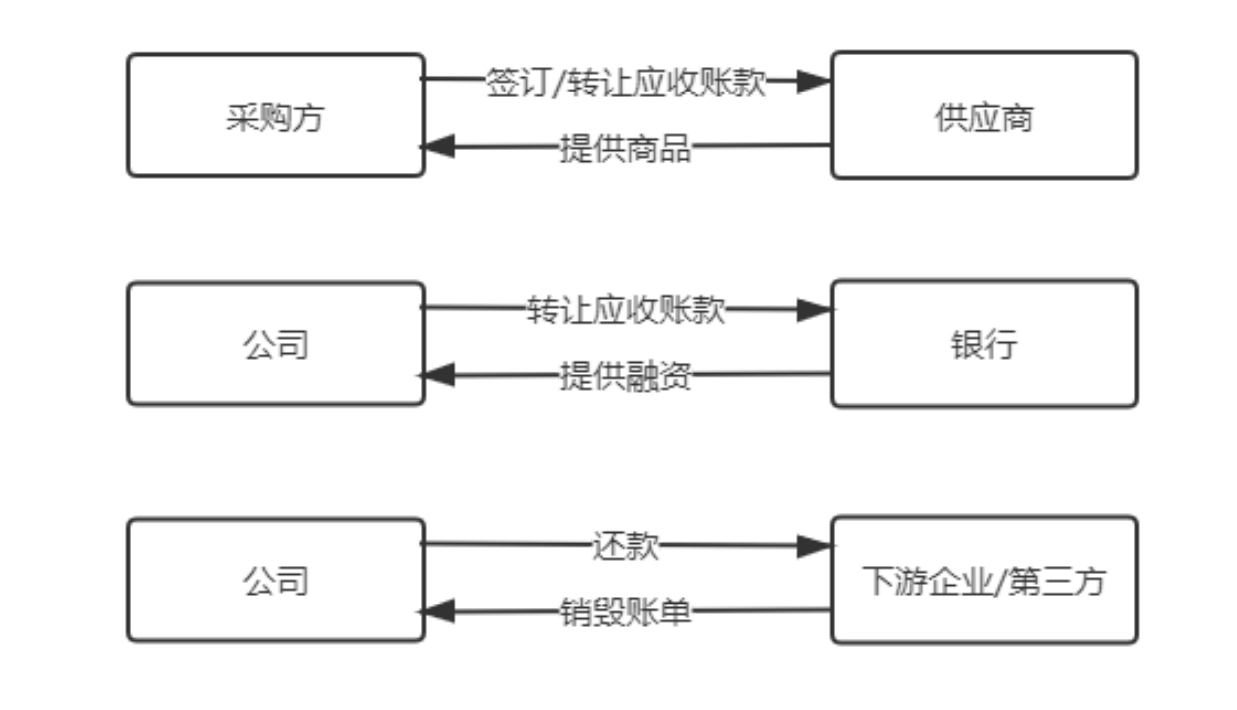 采购方
签订/转让应收账款
供应商
提供商品
公司
转让应收账款
银行
提供融资
公司
还款
下游企业/第三方
销毁账单